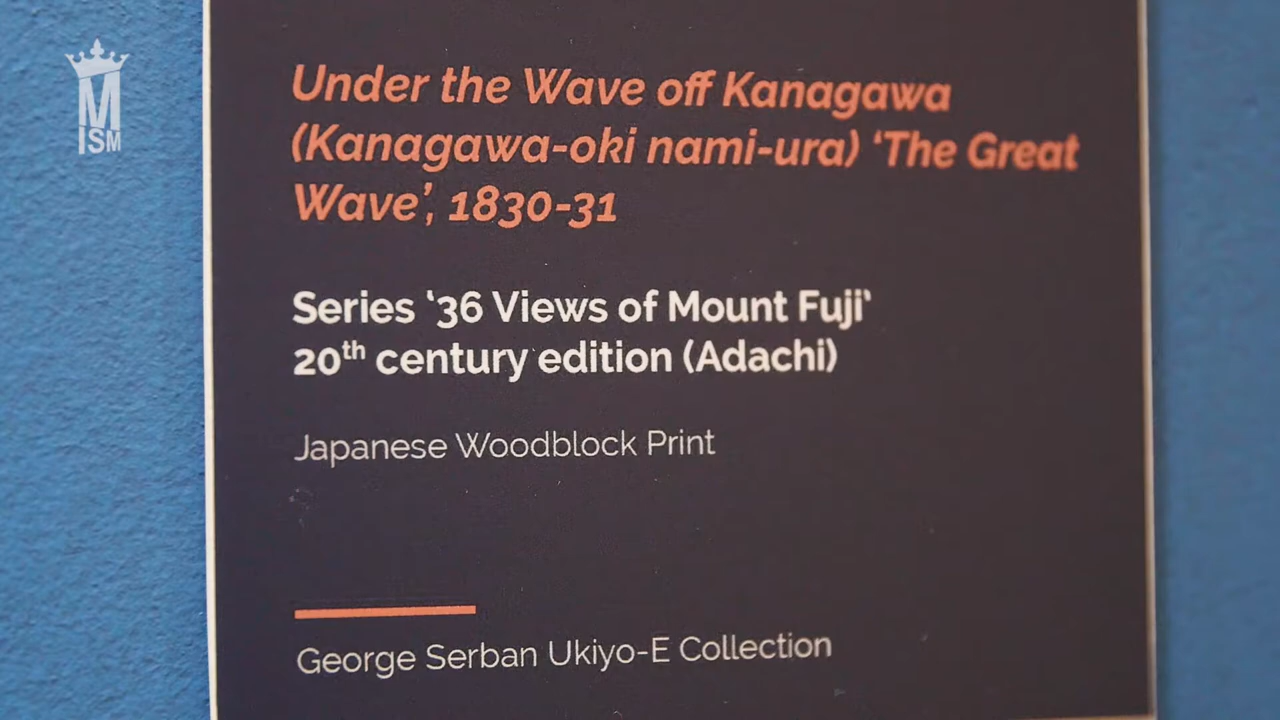 M
ISM
Under the Wave off Kanagawa
(Kanagawa-oki nami-ura) ‘The Great
Wave’, 1830-31
Series ‘36 Views of Mount Fuji‘
20th century edition (Adachi)
Japanese Woodblock Print
George Serban Ukiyo-E Collection